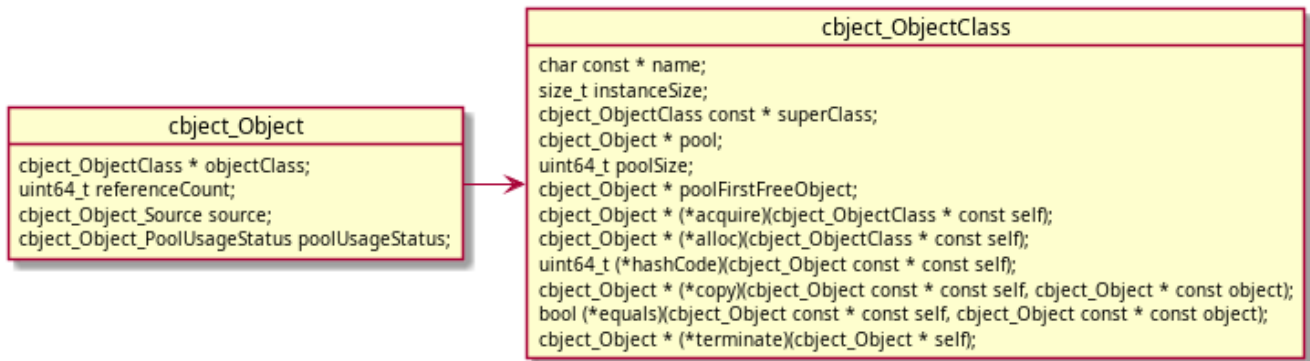 cbject_Object
cbject_ObjectClass * objectClass;
uint64_t referenceCount;
cbject_Object_Source source;
cbject_Object_PoolUsageStatus poolUsageStatus;
cbject_ObjectClass
char const * name;
size_t instanceSize;
cbject_ObjectClass const * superClass;
cbject_Object * pool;
uint64_t poolSize;
cbject_Object * poolFirstFreeObject;
cbject_Object * (*acquire)(cbject_ObjectClass * const self);
cbject_Object * (*alloc)(cbject_ObjectClass * const self);
uint64_t (*hashCode)(cbject_Object const * const self);
cbject_Object * (*copy)(cbject_Object const * const self, cbject_Object * const object);
bool (*equals)(cbject_Object const * const self, cbject_Object const * const object);
cbject_Object * (*terminate)(cbject_Object * self);